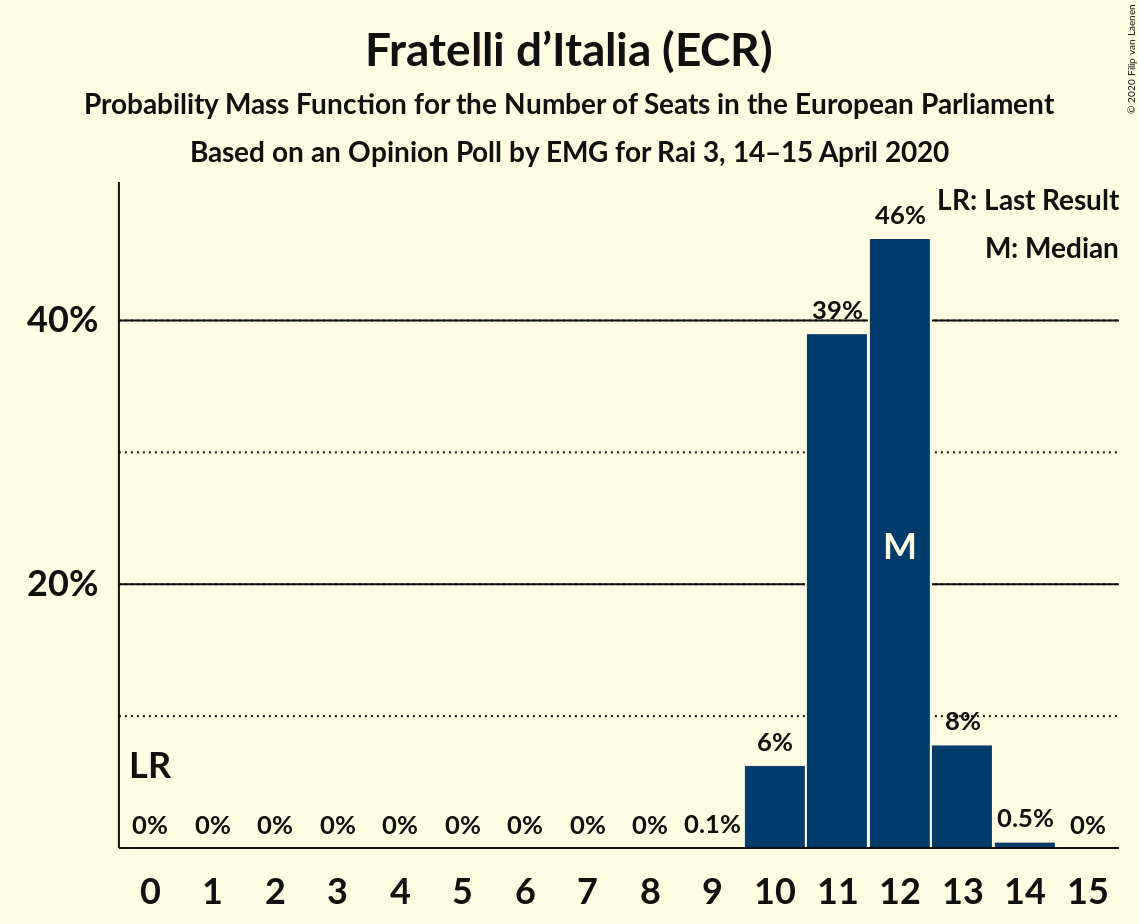 Fratelli d’Italia (ECR)
Probability Mass Function for the Number of Seats in the European Parliament
Based on an Opinion Poll by EMG for Rai 3, 14–15 April 2020
© 2020 Filip van Laenen
LR: Last Result
M: Median
46%
39%
40%
M
20%
8%
6%
LR
0% 0% 0% 0% 0% 0% 0% 0% 0% 0.1% 0.5% 0%
0 1 2 3 4 5 6 7 8 9 10 11 12 13 14 15